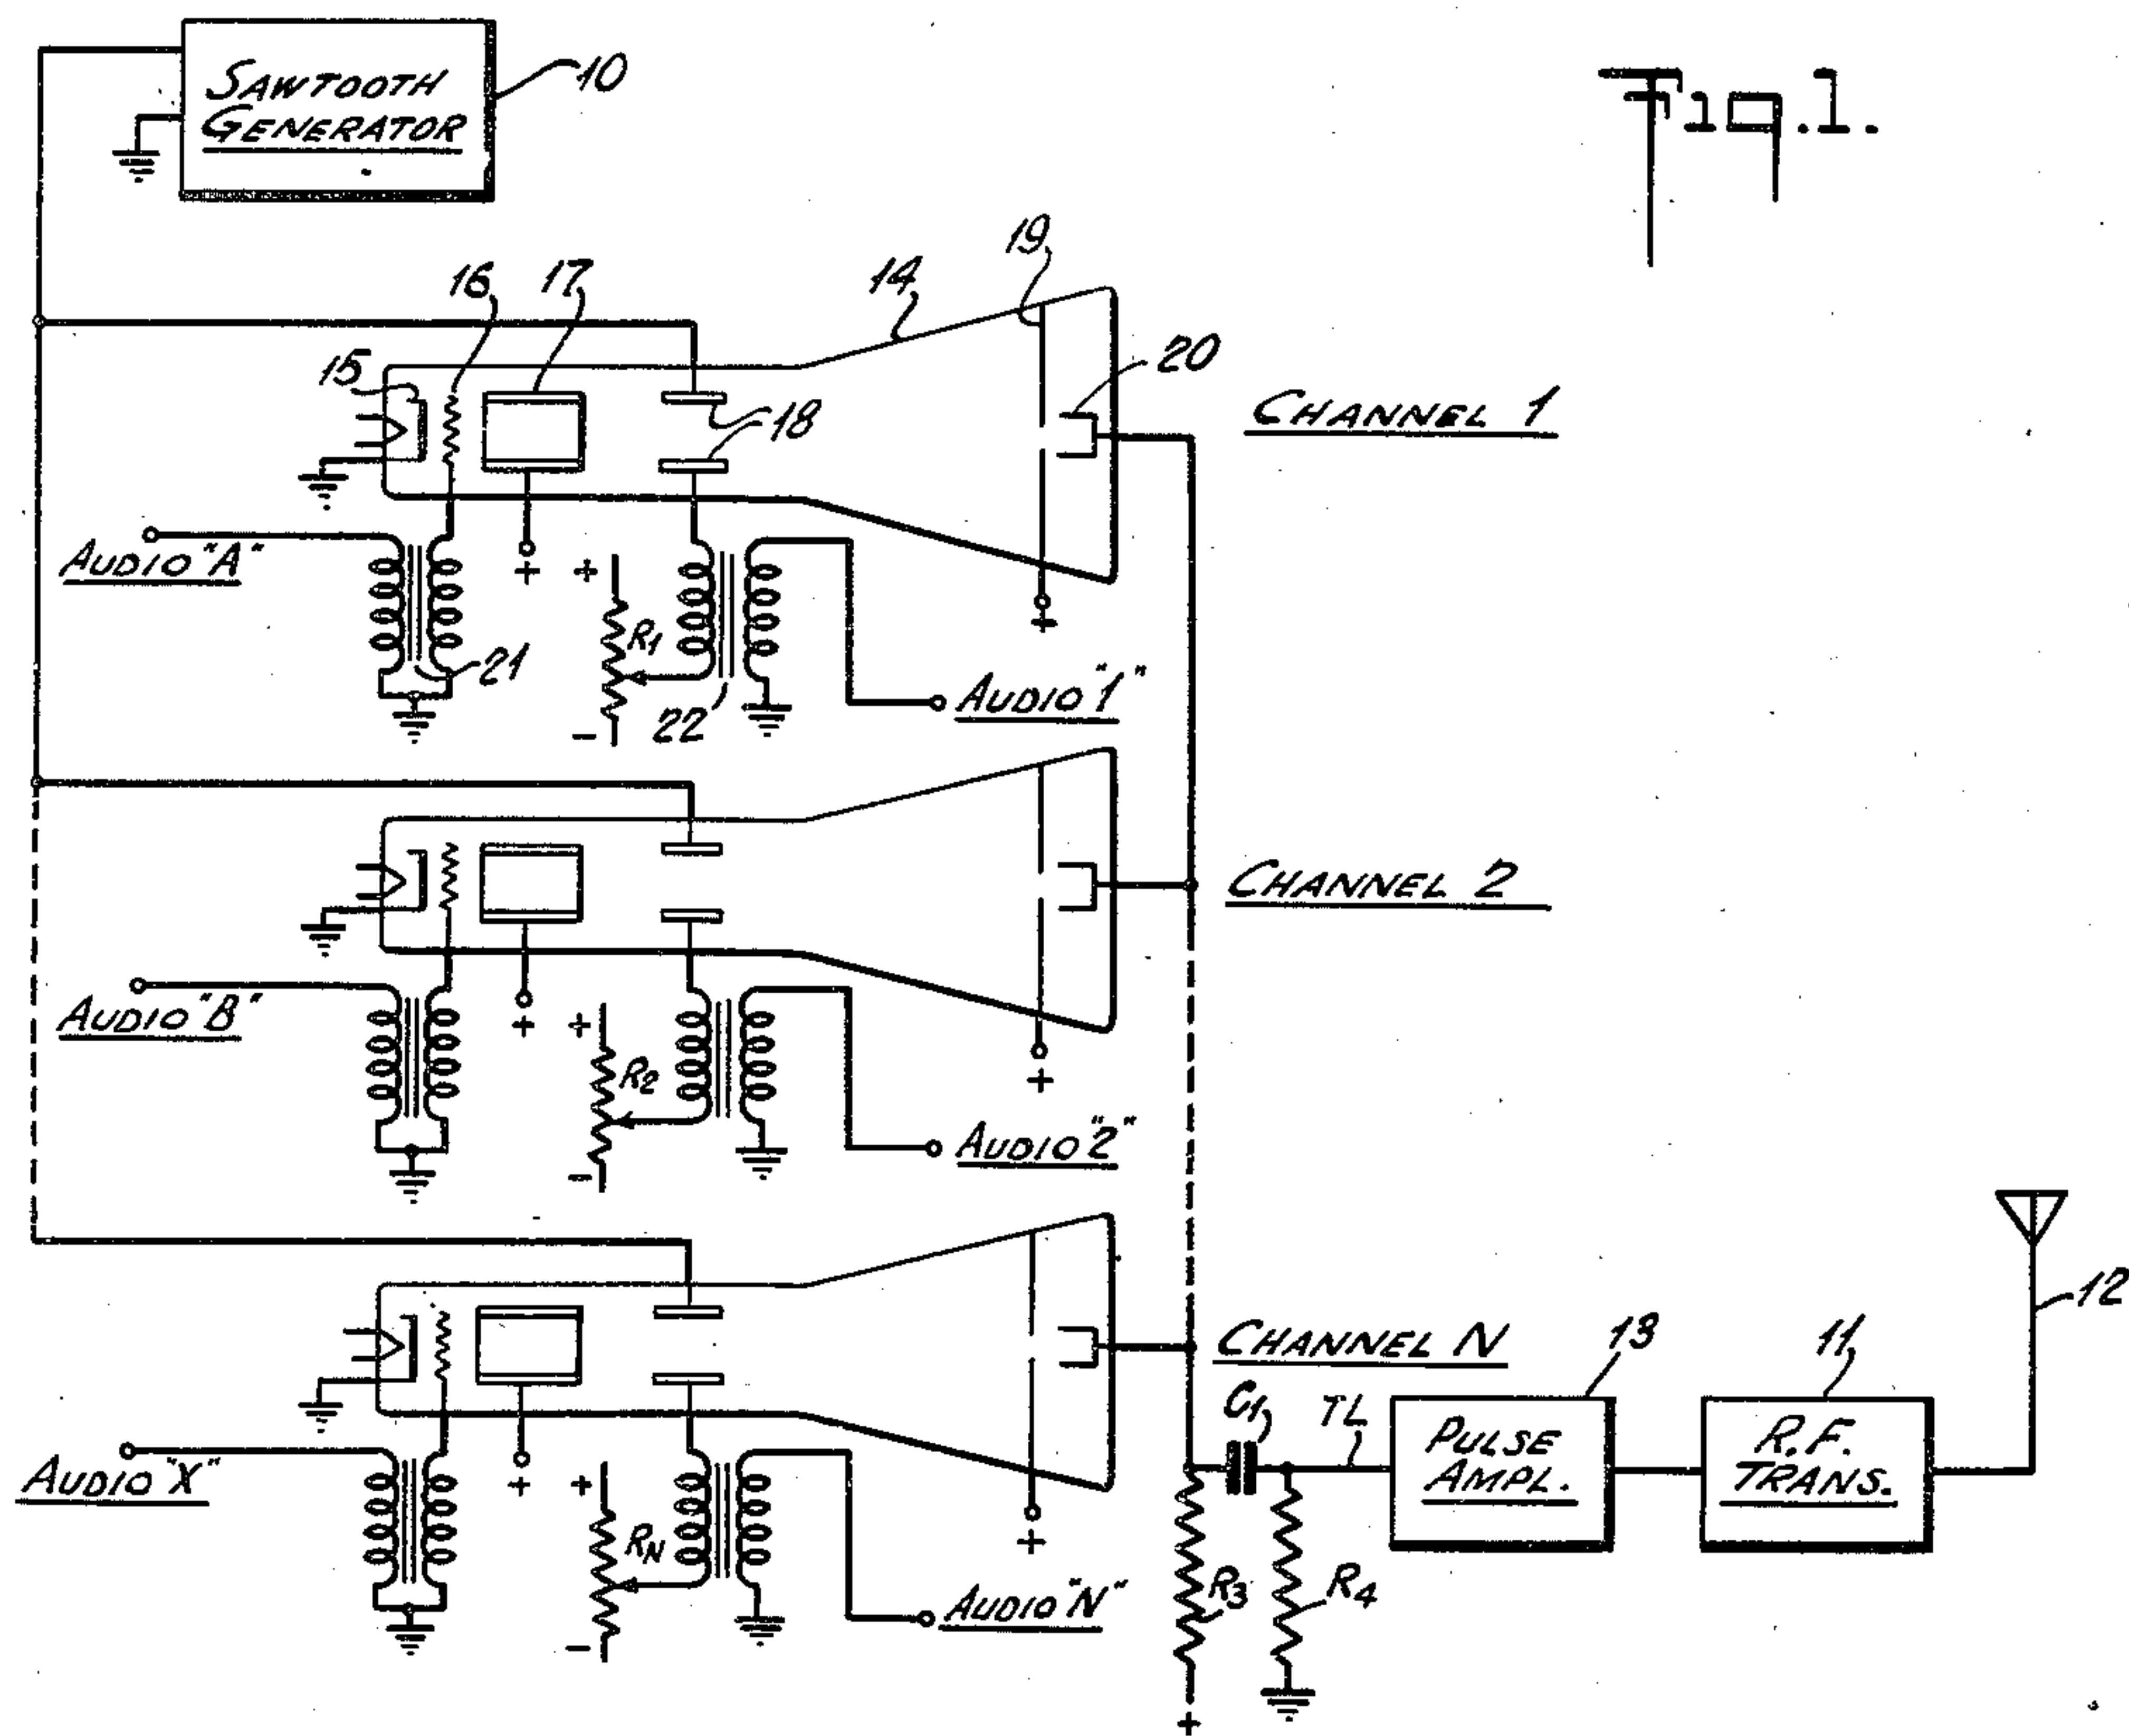 Fig.1.
SAWTOOTH
GENERATOR
10
16
17
14
19
15
18
20
CHANNEL 1
AUDIO "A"
+
+
R1
+
21
-
22
AUDIO "1"
CHANNEL 2
AUDIO "B"
+
+
R2
+
-
AUDIO "2"
12
CHANNEL N
13
11
C1
TL
PULSE
AMPL.
R.F.
TRANS.
AUDIO "X"
+
+
RN
+
-
AUDIO "N"
R3
R4
+